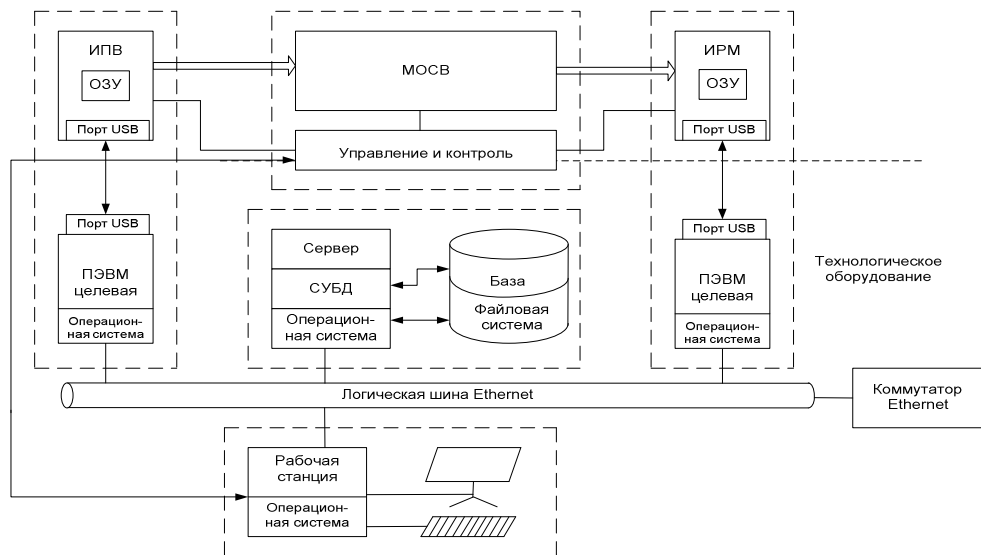 ИПВ
ОЗУ
Порт USB
МОСВ
Управление и контроль
ИРМ
ОЗУ
Порт USB
Порт USB
ПЭВМ
целевая
Операцион-
ная система
Сервер
СУБД
Операцион-
ная система
База
Файловая
система
Порт USB
ПЭВМ
целевая
Операцион-
ная система
Технологическое
оборудование
Логическая шина Ethernet
Коммутатор
Ethernet
Рабочая
станция
Операцион-
ная система